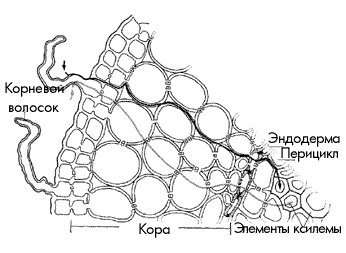 Корневой
волосок
Эндодерма
Перицикл
Кора
Элементы ксилемы